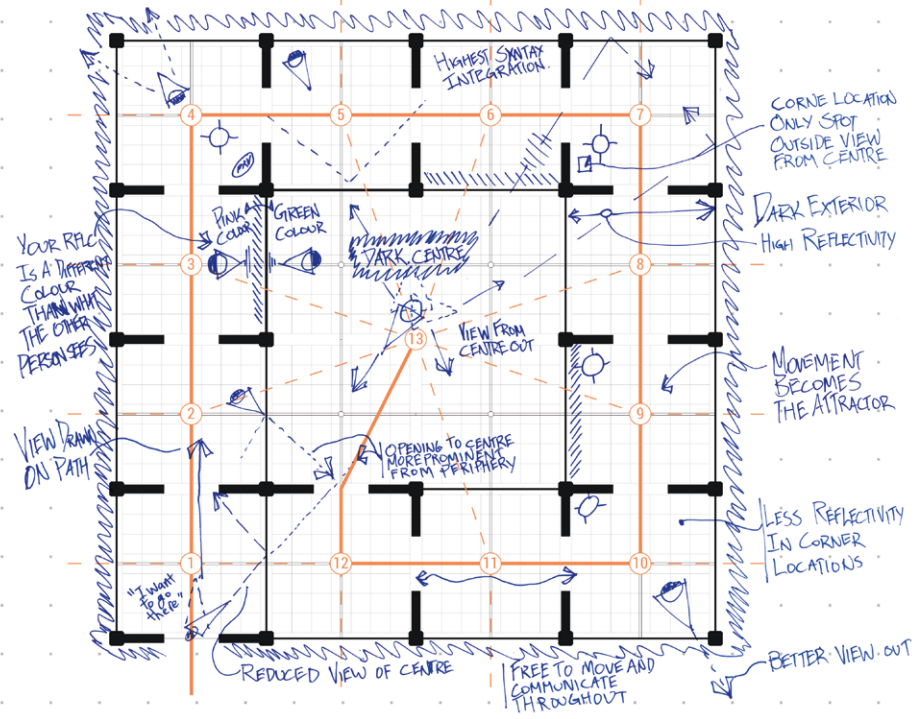 HIGHEST SYNTAX
INTEGRATION.
4
5
6
7
CORNE LOCATION
ONLY SPOT
OUTSIDE VIEW
FROM CENTRE
PINK
COLOUR
GREEN
COLOUR
DARK EXTERIOR
HIGH REFLECTIVITY
YOUR REFLC
IS A DIFFERENT
COLOUR
THAN WHAT
THE OTHER
PERSON SEES
3
DARK CENTRE
8
13
VIEW FROM
CENTRE OUT
MOVEMENT
BECOMES
THE ATTRACTOR
2
9
VIEW DRAWN
ON PATH
OPENING TO CENTRE
MORE PROMINENT
FROM PERIPHERY
LESS REFLECTIVITY
IN CORNER
LOCATIONS
1
12
11
10
"I want
to go
there"
REDUCED VIEW OF CENTRE
FREE TO MOVE AND
COMMUNICATE
THROUGHOUT
BETTER VIEW OUT